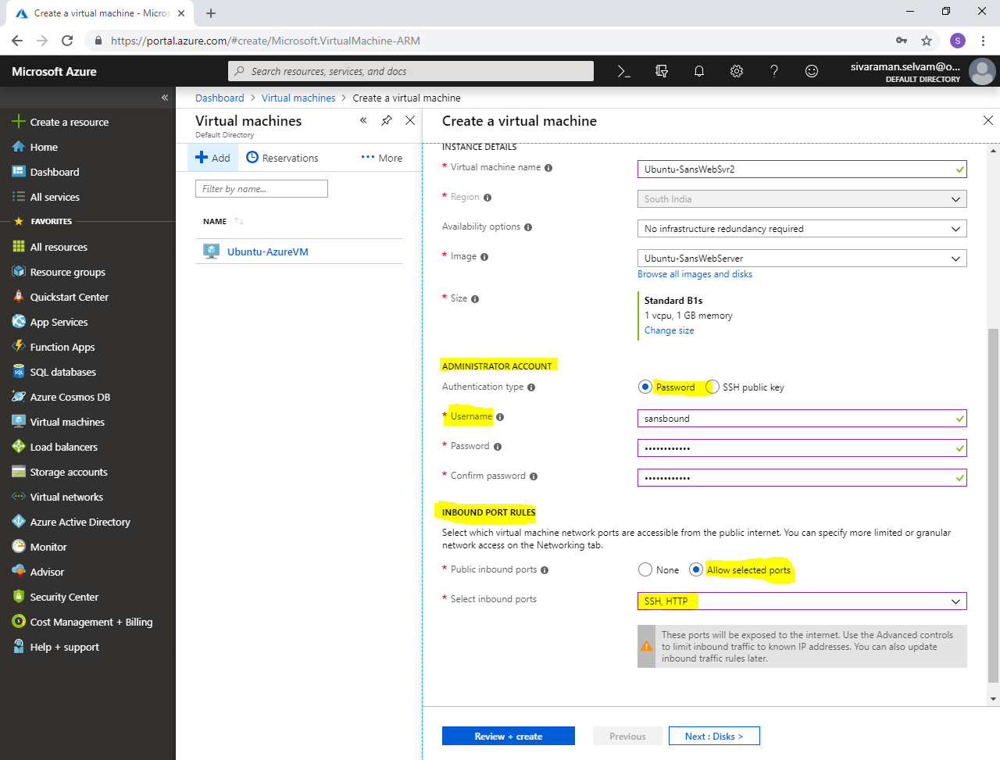 Create a virtual machine - Micros
https://portal.azure.com/#create/Microsoft.VirtualMachine-ARM
S
Microsoft Azure
Search resources, services, and docs
sivaraman.selvam@o...
DEFAULT DIRECTORY
Create a resource
Home
Dashboard
All services
FAVORITES
All resources
Resource groups
Quickstart Center
App Services
Function Apps
SQL databases
Azure Cosmos DB
Virtual machines
Load balancers
Storage accounts
Virtual networks
Azure Active Directory
Monitor
Advisor
Security Center
Cost Management + Billing
Help + support
Dashboard > Virtual machines > Create a virtual machine
Virtual machines
Default Directory
Add
Reservations
More
Filter by name...
NAME
Ubuntu-AzureVM
Create a virtual machine
INSTANCE DETAILS
* Virtual machine name
Ubuntu-SansWebSvr2
* Region
South India
Availability options
No infrastructure redundancy required
* Image
Ubuntu-SansWebServer
Browse all images and disks
* Size
Standard B1s
1 vcpu, 1 GB memory
Change size
ADMINISTRATOR ACCOUNT
Authentication type
Password
SSH public key
* Username
sansbound
* Password
••••••••••••
* Confirm password
••••••••••••
INBOUND PORT RULES
Select which virtual machine network ports are accessible from the public internet. You can specify more limited or granular
network access on the Networking tab.
* Public inbound ports
None
Allow selected ports
* Select inbound ports
SSH, HTTP
These ports will be exposed to the internet. Use the Advanced controls
to limit inbound traffic to known IP addresses. You can also update
inbound traffic rules later.
Review + create
Previous
Next : Disks >